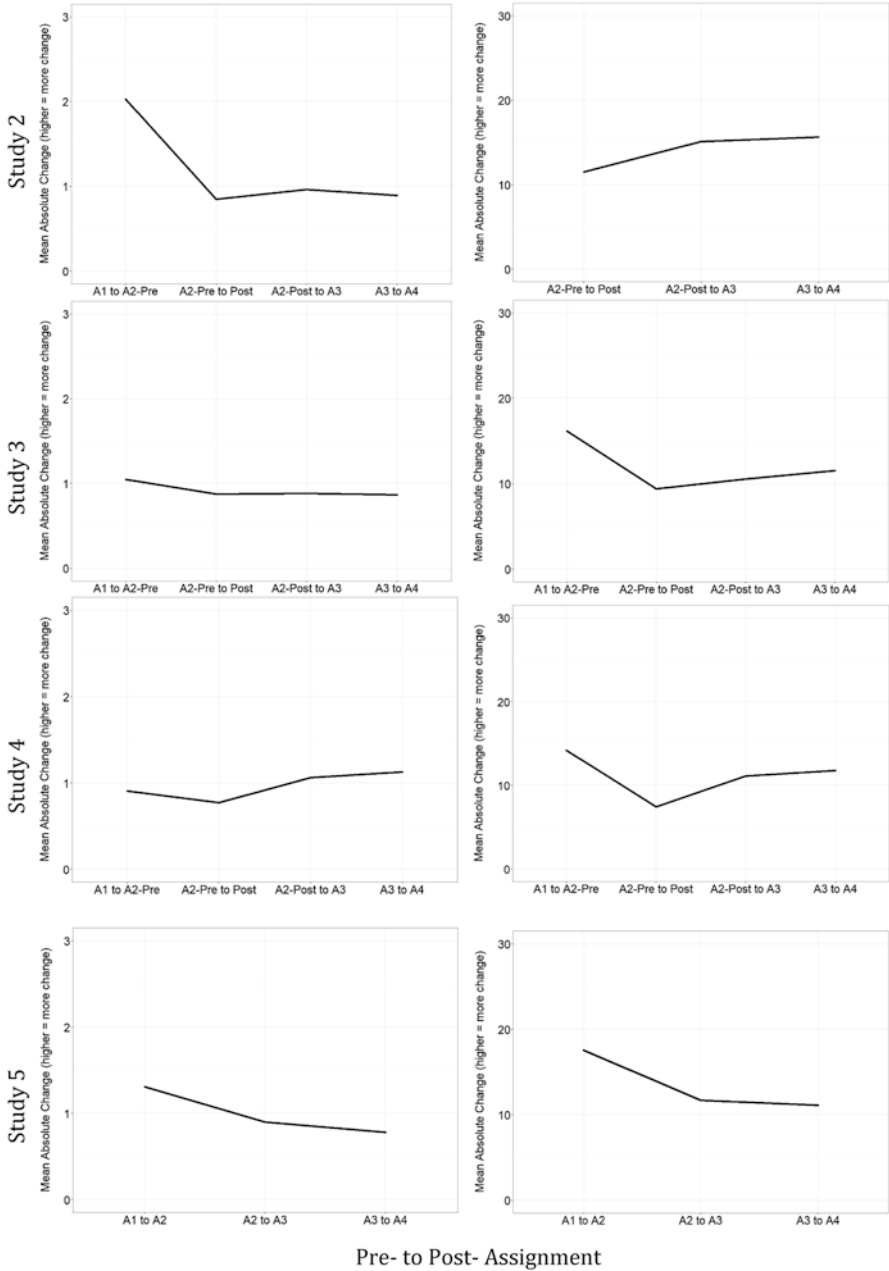 Study 2
Mean Absolute Change (higher = more change)
3
2
1
0
A1 to A2-Pre A2-Pre to Post A2-Post to A3 A3 to A4
Mean Absolute Change (higher = more change)
30
20
10
0
A2-Pre to Post A2-Post to A3 A3 to A4
Study 3
Mean Absolute Change (higher = more change)
3
2
1
0
A1 to A2-Pre A2-Pre to Post A2-Post to A3 A3 to A4
Mean Absolute Change (higher = more change)
30
20
10
0
A1 to A2-Pre A2-Pre to Post A2-Post to A3 A3 to A4
Study 4
Mean Absolute Change (higher = more change)
3
2
1
0
A1 to A2-Pre A2-Pre to Post A2-Post to A3 A3 to A4
Mean Absolute Change (higher = more change)
30
20
10
0
A1 to A2-Pre A2-Pre to Post A2-Post to A3 A3 to A4
Study 5
Mean Absolute Change (higher = more change)
3
2
1
0
A1 to A2 A2 to A3 A3 to A4
Mean Absolute Change (higher = more change)
30
20
10
0
A1 to A2 A2 to A3 A3 to A4
Pre- to Post- Assignment